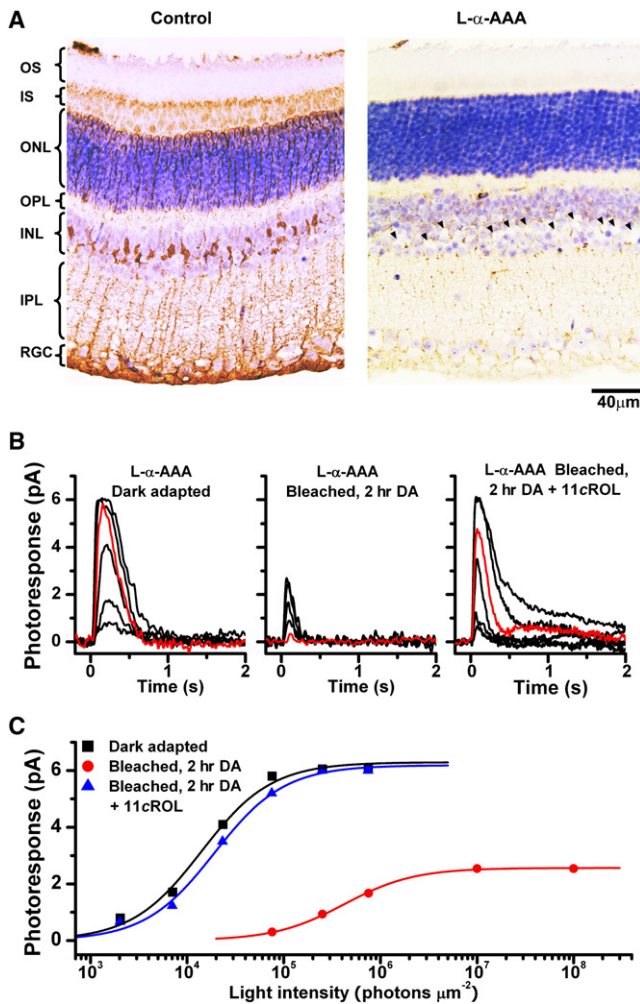 A
Control
L-α-AAA
OS
IS
ONL
OPL
INL
IPL
RGC
40μm
B
L-α-AAA
Dark adapted
L-α-AAA
Bleached, 2 hr DA
L-α-AAA Bleached,
2 hr DA + 11cROL
Photoresponse (pA)
6
4
2
0
0 1 2
0 1 2
0 1 2
Time (s)
Time (s)
Time (s)
C
Dark adapted
Bleached, 2 hr DA
Bleached, 2 hr DA
+ 11cROL
Photoresponse (pA)
6
4
2
0
10³ 10⁴ 10⁵ 10⁶ 10⁷ 10⁸
Light intensity (photons μm⁻²)